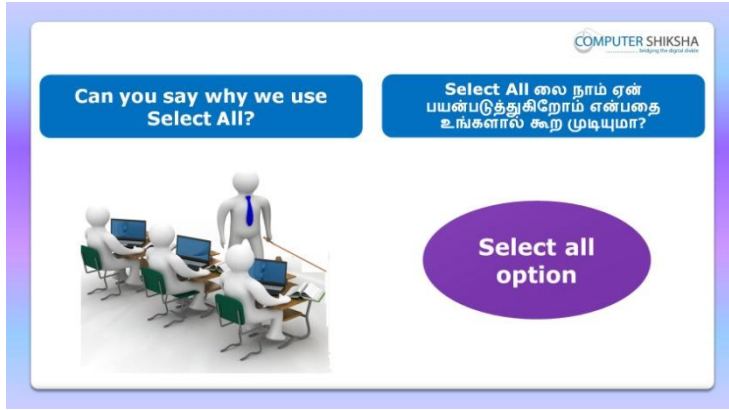 COMPUTER SHIKSHA
bridging the digital divide
Can you say why we use
Select All?
Select All லை நாம் ஏன்
பயன்படுத்துகிறோம் என்பதை
உங்களால் கூற முடியுமா?
Select all
option